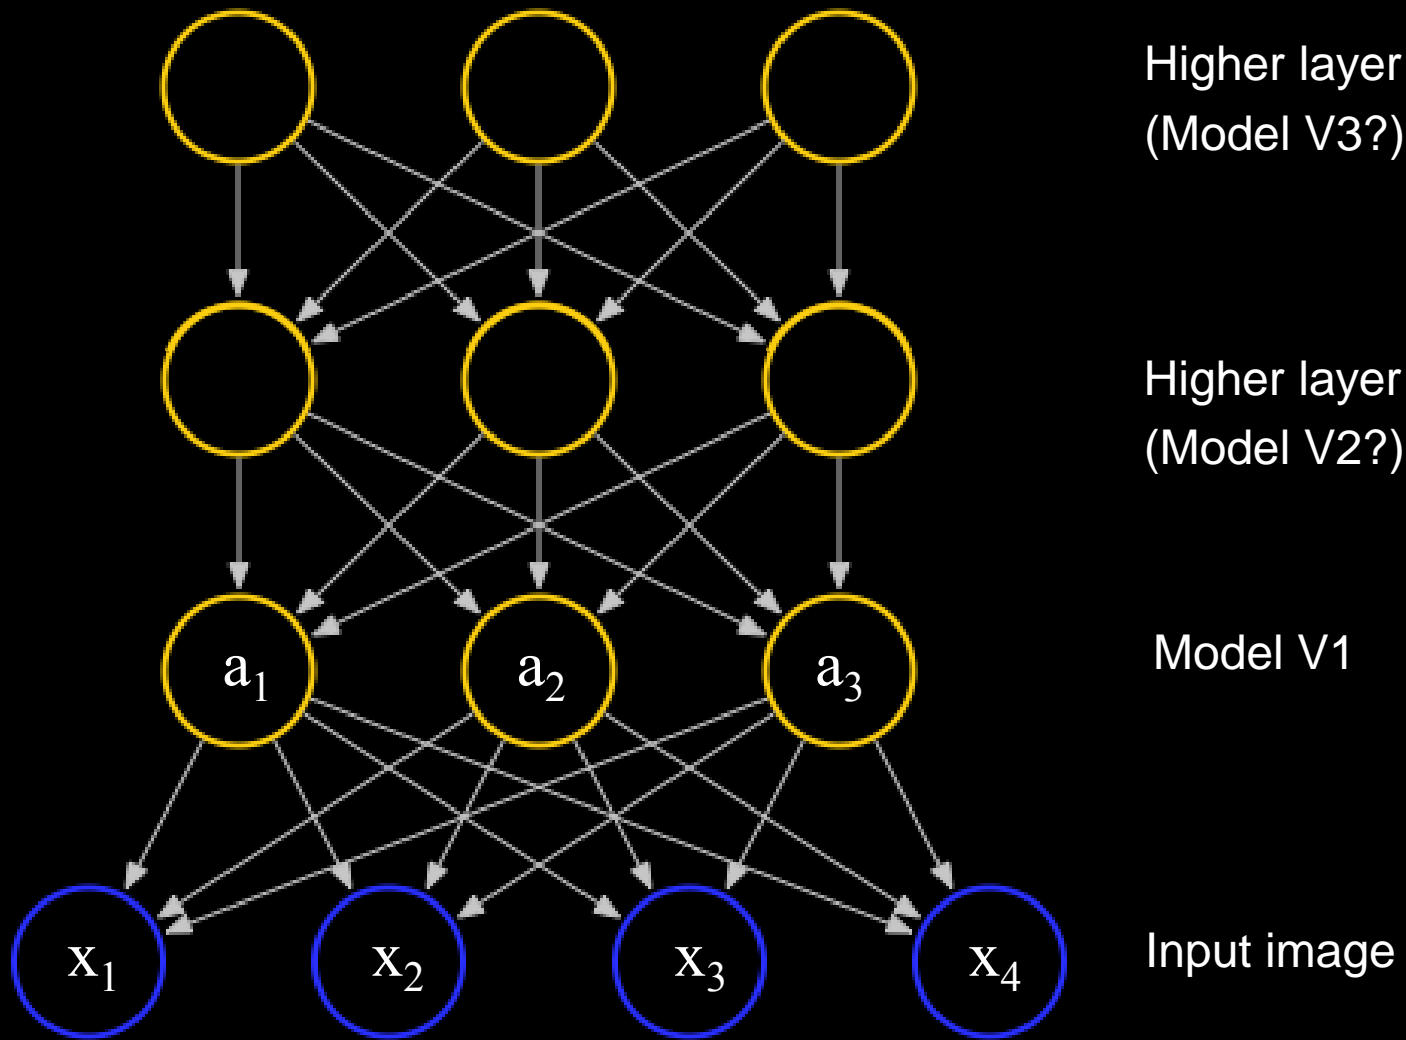 Higher layer
(Model V3?)
Higher layer
(Model V2?)
a1 a2 a3 Model V1
x1 x2 x3 x4 Input image